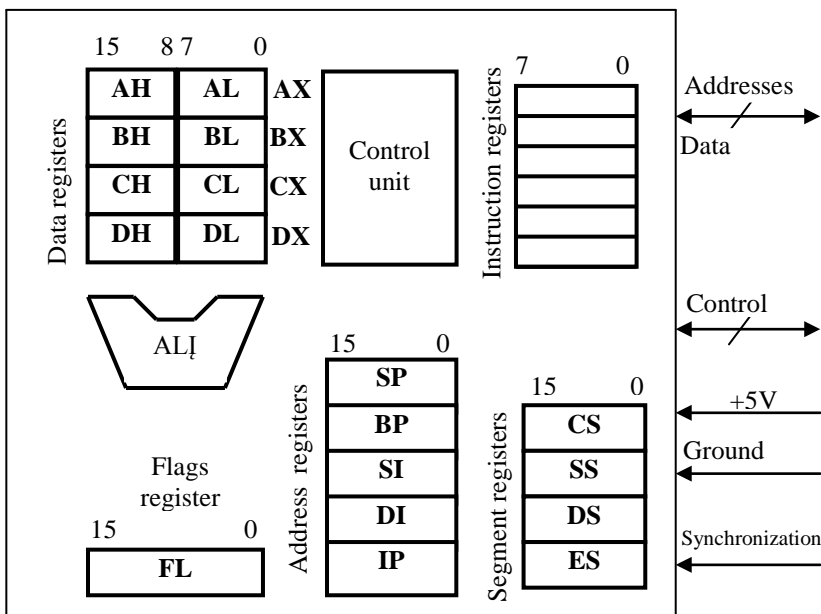 15 8 7 0
AH AL AX
BH BL BX
CH CL CX
DH DL DX
Data registers
Control
unit
7 0
Instruction registers
Addresses
Data
Control
+5V
Ground
Synchronization
ALĮ
15 0
SP
BP
SI
DI
IP
Address registers
15 0
CS
SS
DS
ES
Segment registers
Flags
register
15 0
FL